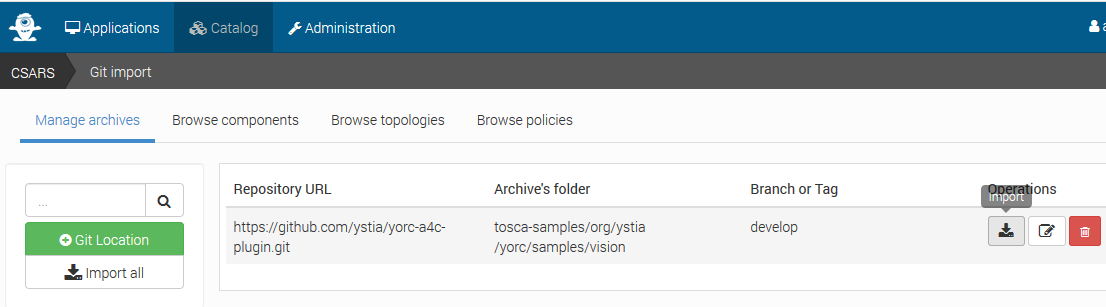 Applications
Catalog
Administration
CSARS
Git import
Manage archives
Browse components
Browse topologies
Browse policies
...
Git Location
Import all
Repository URL
Archive's folder
Branch or Tag
Operations
Import
https://github.com/ystia/yorc-a4c-
plugin.git
tosca-samples/org/ystia
/yorc/samples/vision
develop